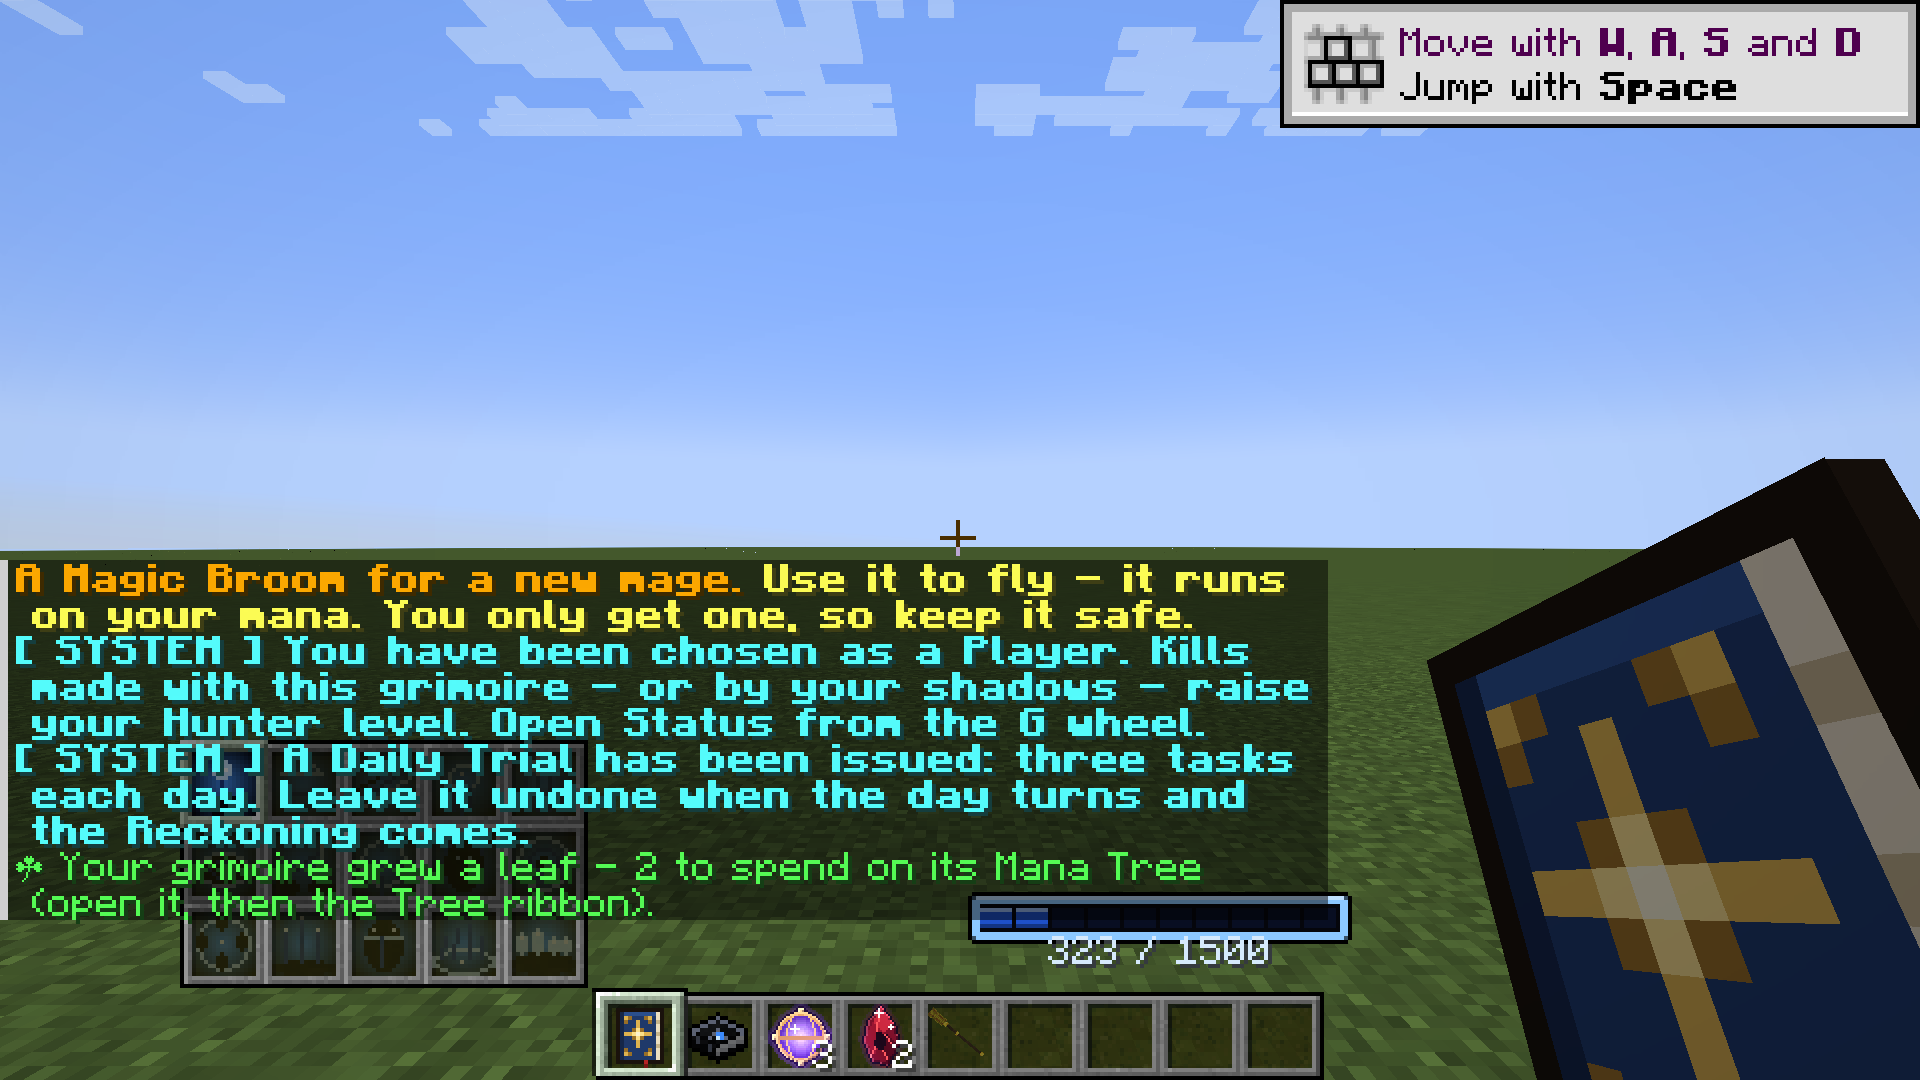 Move with W, A, S and D
Jump with Space
A Magic Broom for a new mage. Use it to fly – it runs
on your mana. You only get one, so keep it safe.
[ SYSTEM ] You have been chosen as a Player. Kills
made with this grimoire – or by your shadows – raise
your Hunter level. Open Status from the G wheel.
[ SYSTEM ] A Daily Trial has been issued: three tasks
each day. Leave it undone when the day turns and
the Reckoning comes.
☘ Your grimoire grew a leaf – 2 to spend on its Mana Tree
(open it, then the Tree ribbon).
323 / 1500
3
2